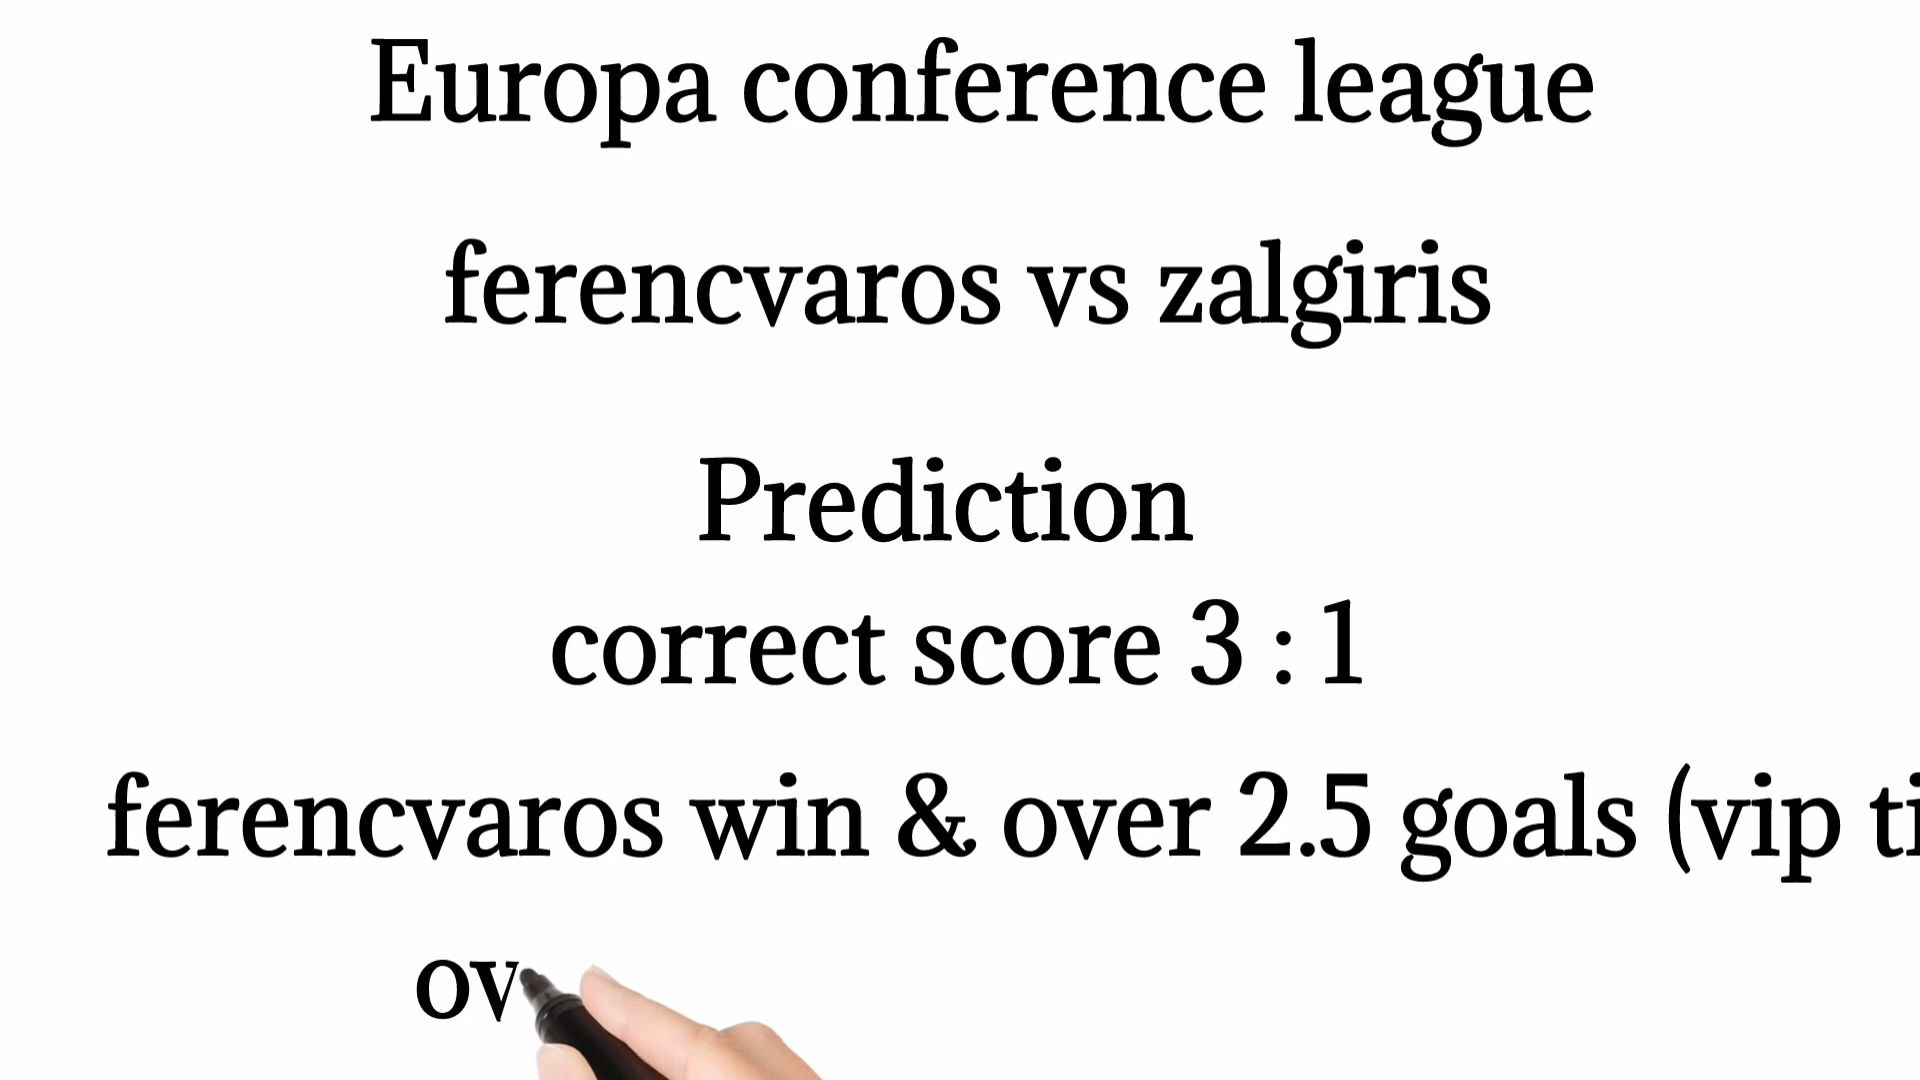 Europa conference league
ferencvaros vs zalgiris
Prediction
correct score 3 : 1
ferencvaros win & over 2.5 goals (vip ti
ov